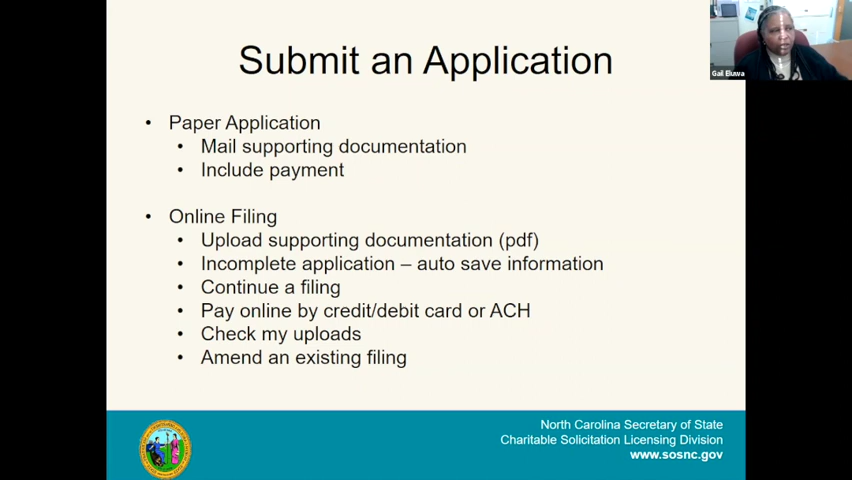 Submit an Application
Gail Eluwa
• Paper Application
• Mail supporting documentation
• Include payment
• Online Filing
• Upload supporting documentation (pdf)
• Incomplete application – auto save information
• Continue a filing
• Pay online by credit/debit card or ACH
• Check my uploads
• Amend an existing filing
North Carolina Secretary of State
Charitable Solicitation Licensing Division
www.sosnc.gov